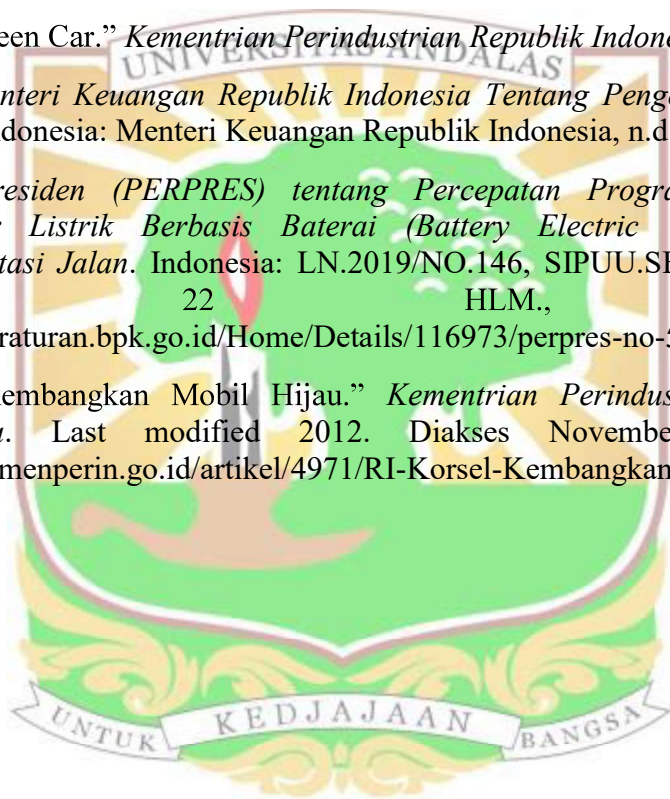 een Car.” Kementrian Perindustrian Republik Indone
UNIVERSITAS ANDALAS
nteri Keuangan Republik Indonesia Tentang Peng
ndonesia: Menteri Keuangan Republik Indonesia, n.d
residen (PERPRES) tentang Percepatan Progra
Listrik Berbasis Baterai (Battery Electric
tasi Jalan. Indonesia: LN.2019/NO.146, SIPUU.SE
22 HLM.,
raturan.bpk.go.id/Home/Details/116973/perpres-no-5
embangkan Mobil Hijau.” Kementrian Perindus
Last modified 2012. Diakses Novembe
menperin.go.id/artikel/4971/RI-Korsel-Kembangkan
UNTUK KEDJAJAAN BANGSA